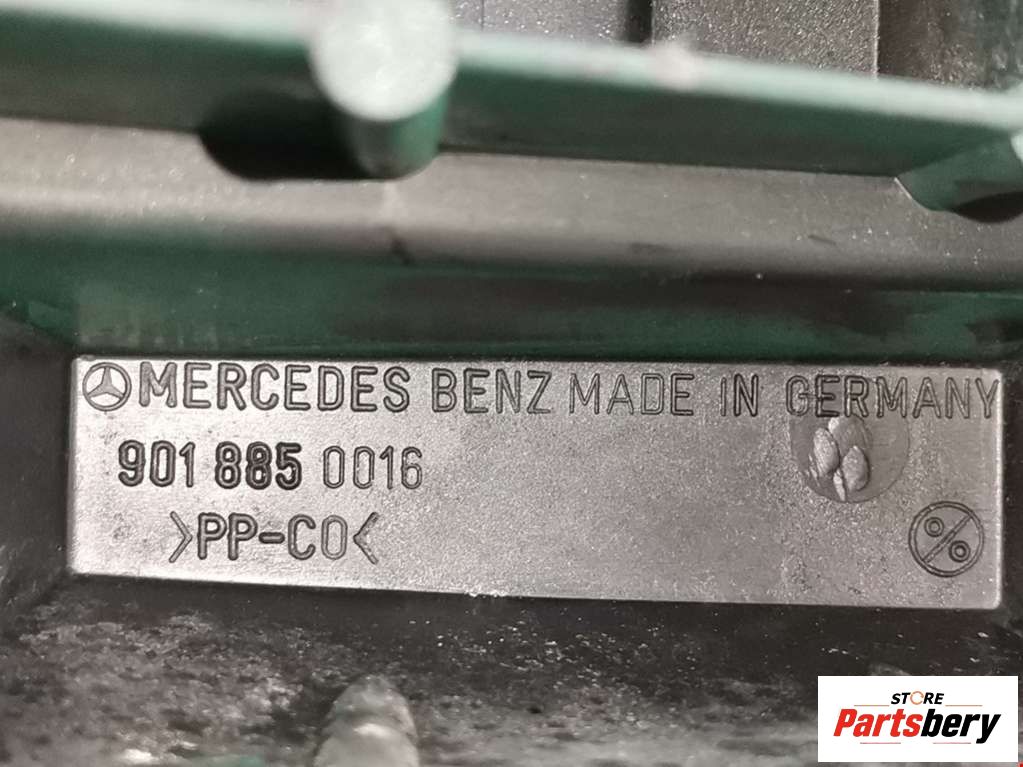 MERCEDES BENZ MADE IN GERMANY
901 885 0016
>PP-CO<
STORE
Partsbery